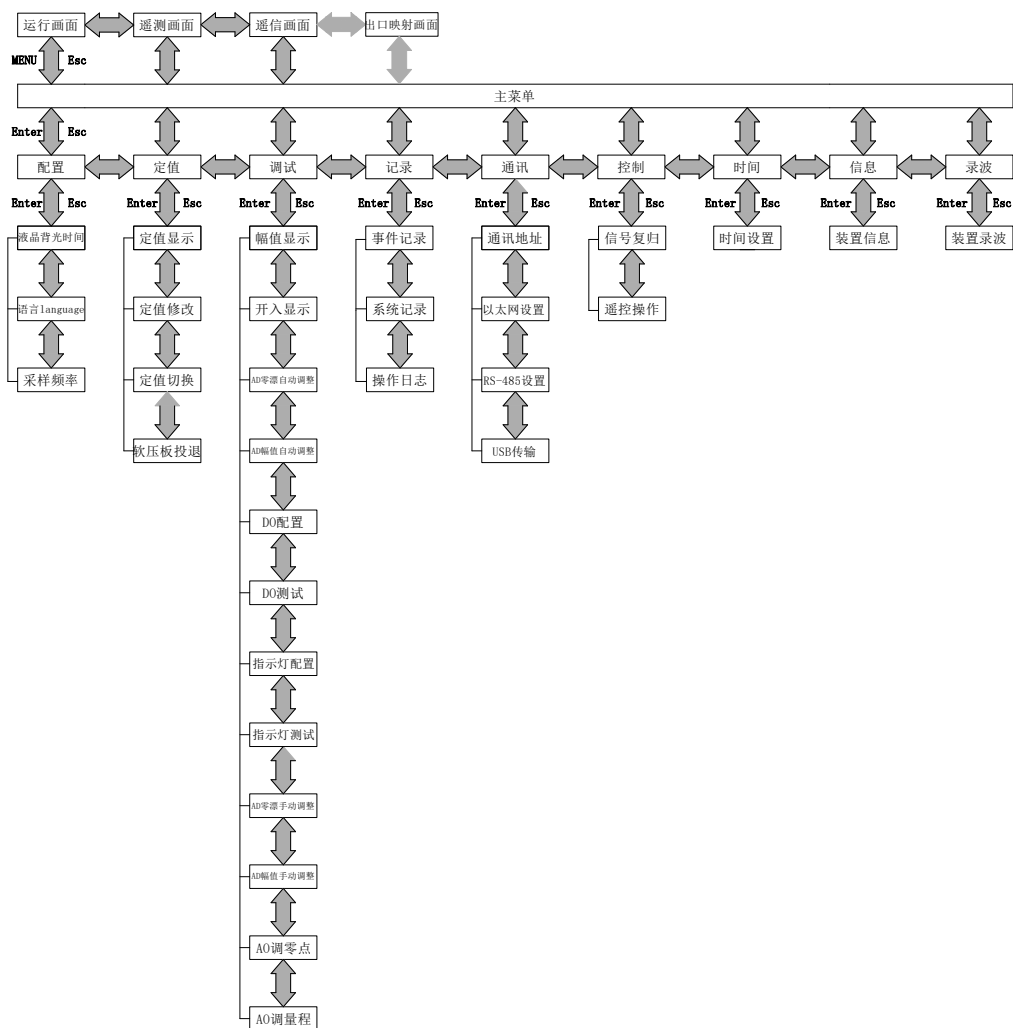 运行画面 遥测画面 遥信画面 出口映射画面
MENU Esc
主菜单
Enter Esc
配置 定值 调试 记录 通讯 控制 时间 信息 录波
Enter Esc Enter Esc Enter Esc Enter Esc Enter Esc Enter Esc Enter Esc Enter Esc Enter Esc
液晶背光时间 定值显示 幅值显示 事件记录 通讯地址 信号复归 时间设置 装置信息 装置录波
语言language 定值修改 开入显示 系统记录 以太网设置 遥控操作
采样频率 定值切换 AD零漂自动调整 操作日志 RS-485设置
软压板投退 AD幅值自动调整 USB传输
DO配置
DO测试
指示灯配置
指示灯测试
AD零漂手动调整
AD幅值手动调整
AO调零点
AO调量程